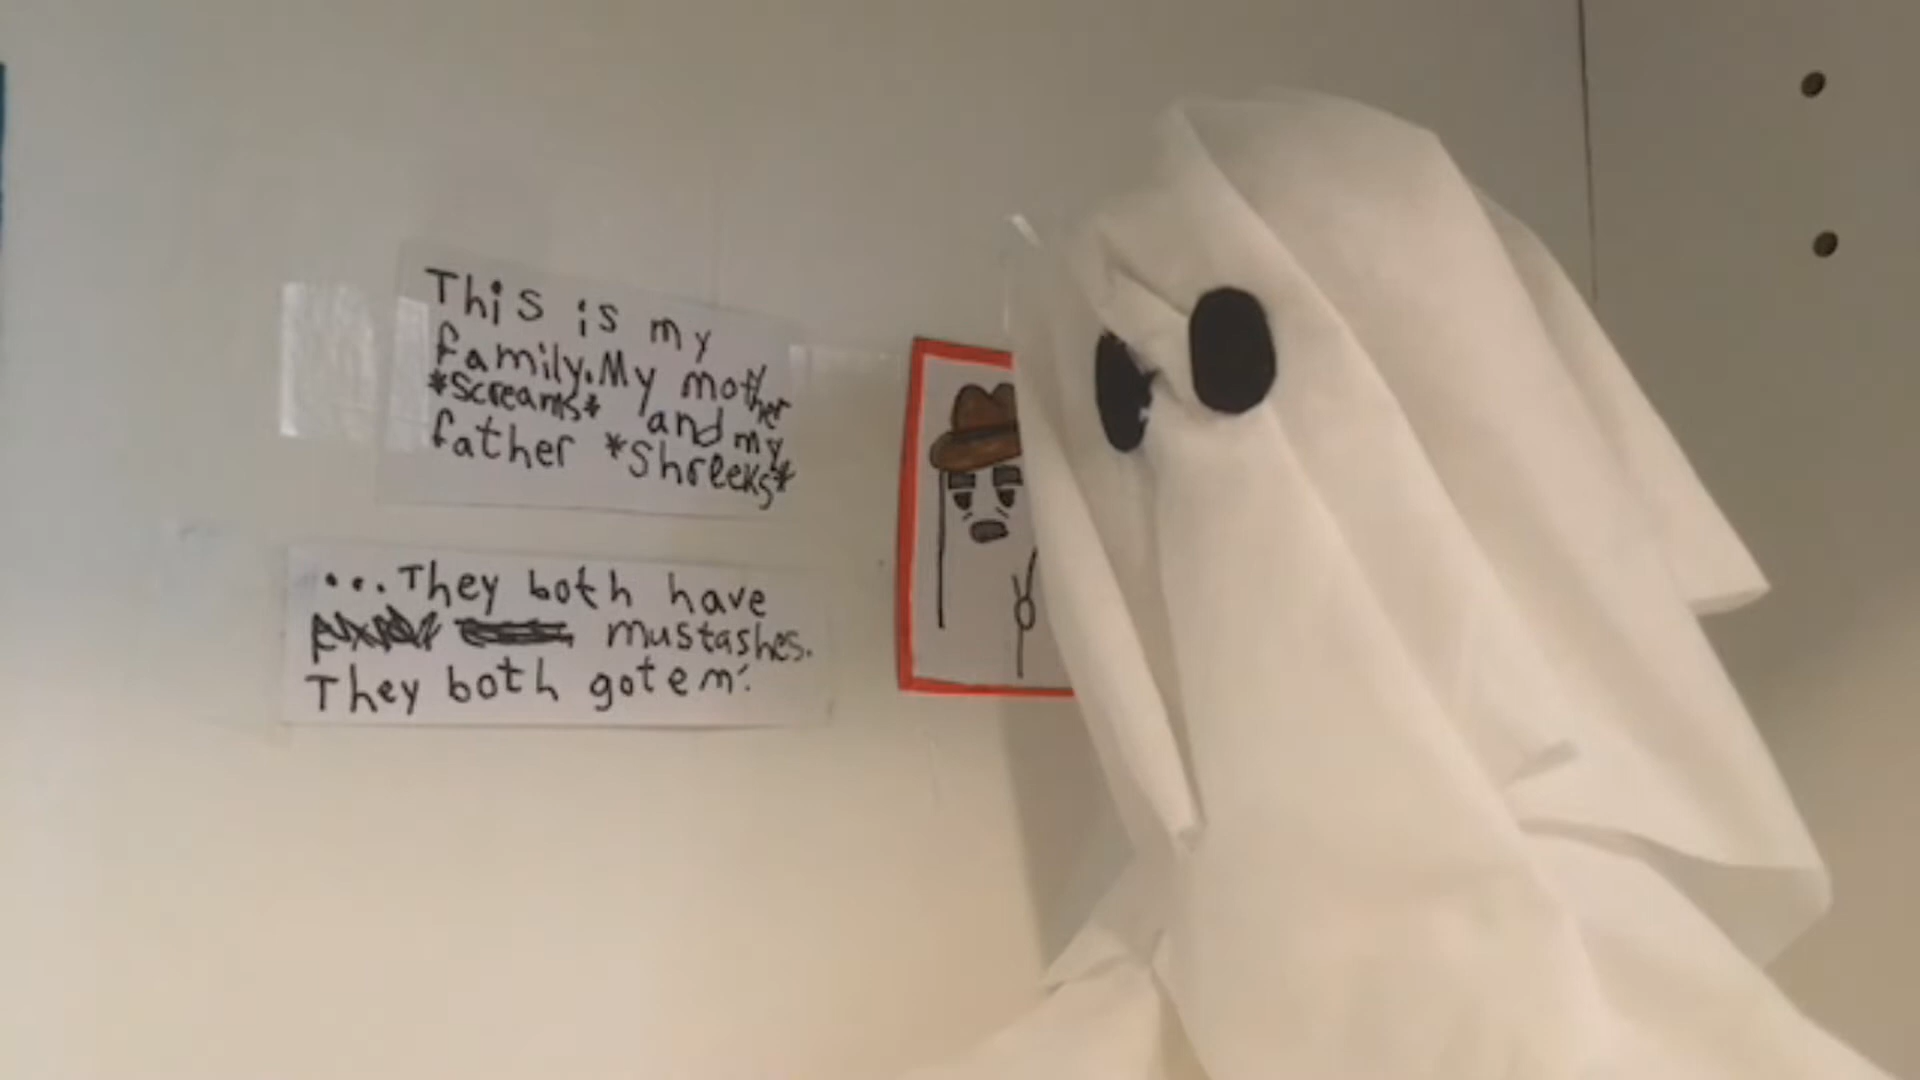 This is my
family. My mother
*Screams* and my
father *Shreeks*
...They both have
mustashes.
They both got em.